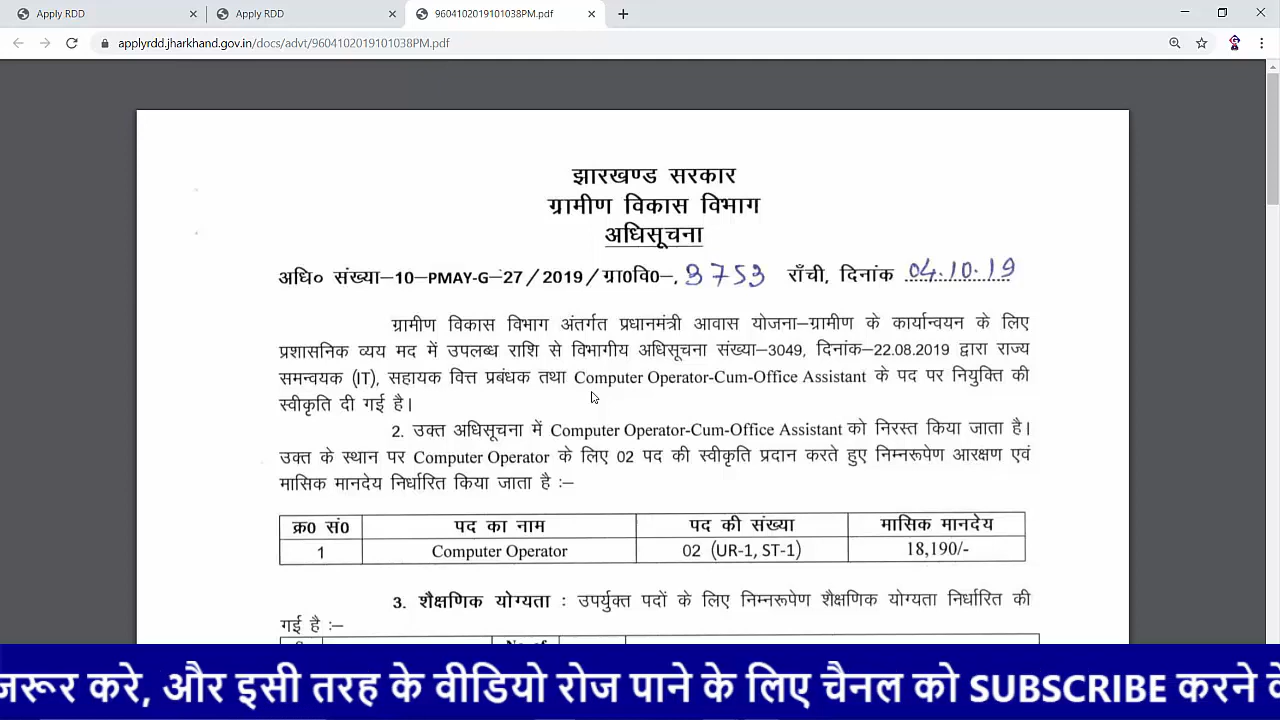 Apply RDD
Apply RDD
9604102019101038PM.pdf
applyrdd.jharkhand.gov.in/docs/advt/9604102019101038PM.pdf
झारखण्ड सरकार
ग्रामीण विकास विभाग
अधिसूचना
अधि० संख्या–10–PMAY-G–27/2019/ग्रा0वि0–.3753 राँची, दिनांक 04.10.19
ग्रामीण विकास विभाग अंतर्गत प्रधानमंत्री आवास योजना–ग्रामीण के कार्यान्वयन के लिए
प्रशासनिक व्यय मद में उपलब्ध राशि से विभागीय अधिसूचना संख्या–3049, दिनांक–22.08.2019 द्वारा राज्य
समन्वयक (IT), सहायक वित्त प्रबंधक तथा Computer Operator-Cum-Office Assistant के पद पर नियुक्ति की
स्वीकृति दी गई है।
2. उक्त अधिसूचना में Computer Operator-Cum-Office Assistant को निरस्त किया जाता है।
उक्त के स्थान पर Computer Operator के लिए 02 पद की स्वीकृति प्रदान करते हुए निम्नरूपेण आरक्षण एवं
मासिक मानदेय निर्धारित किया जाता है :–
क्र0 सं0 पद का नाम पद की संख्या मासिक मानदेय
1 Computer Operator 02 (UR-1, ST-1) 18,190/-
3. शैक्षणिक योग्यता : उपर्युक्त पदों के लिए निम्नरूपेण शैक्षणिक योग्यता निर्धारित की
गई है :–
जरूर करे, और इसी तरह के वीडियो रोज पाने के लिए चैनल को SUBSCRIBE करने के